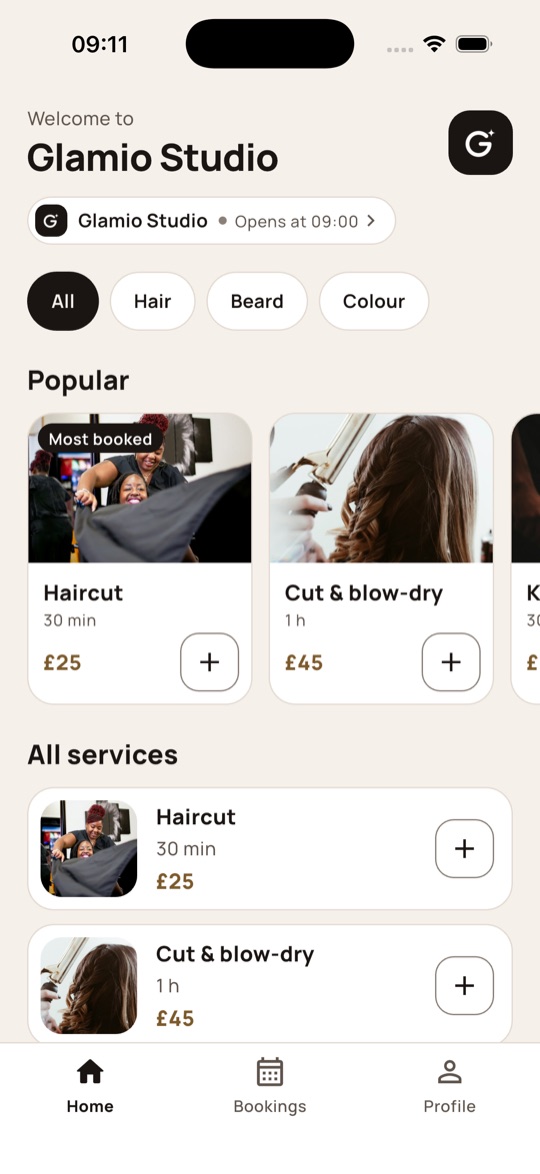 09:11
Welcome to
Glamio Studio
G
G
Glamio Studio
Opens at 09:00
All
Hair
Beard
Colour
Popular
Most booked
Haircut
30 min
£25
Cut & blow-dry
1 h
£45
K
30
£
All services
Haircut
30 min
£25
Cut & blow-dry
1 h
£45
Home
Bookings
Profile